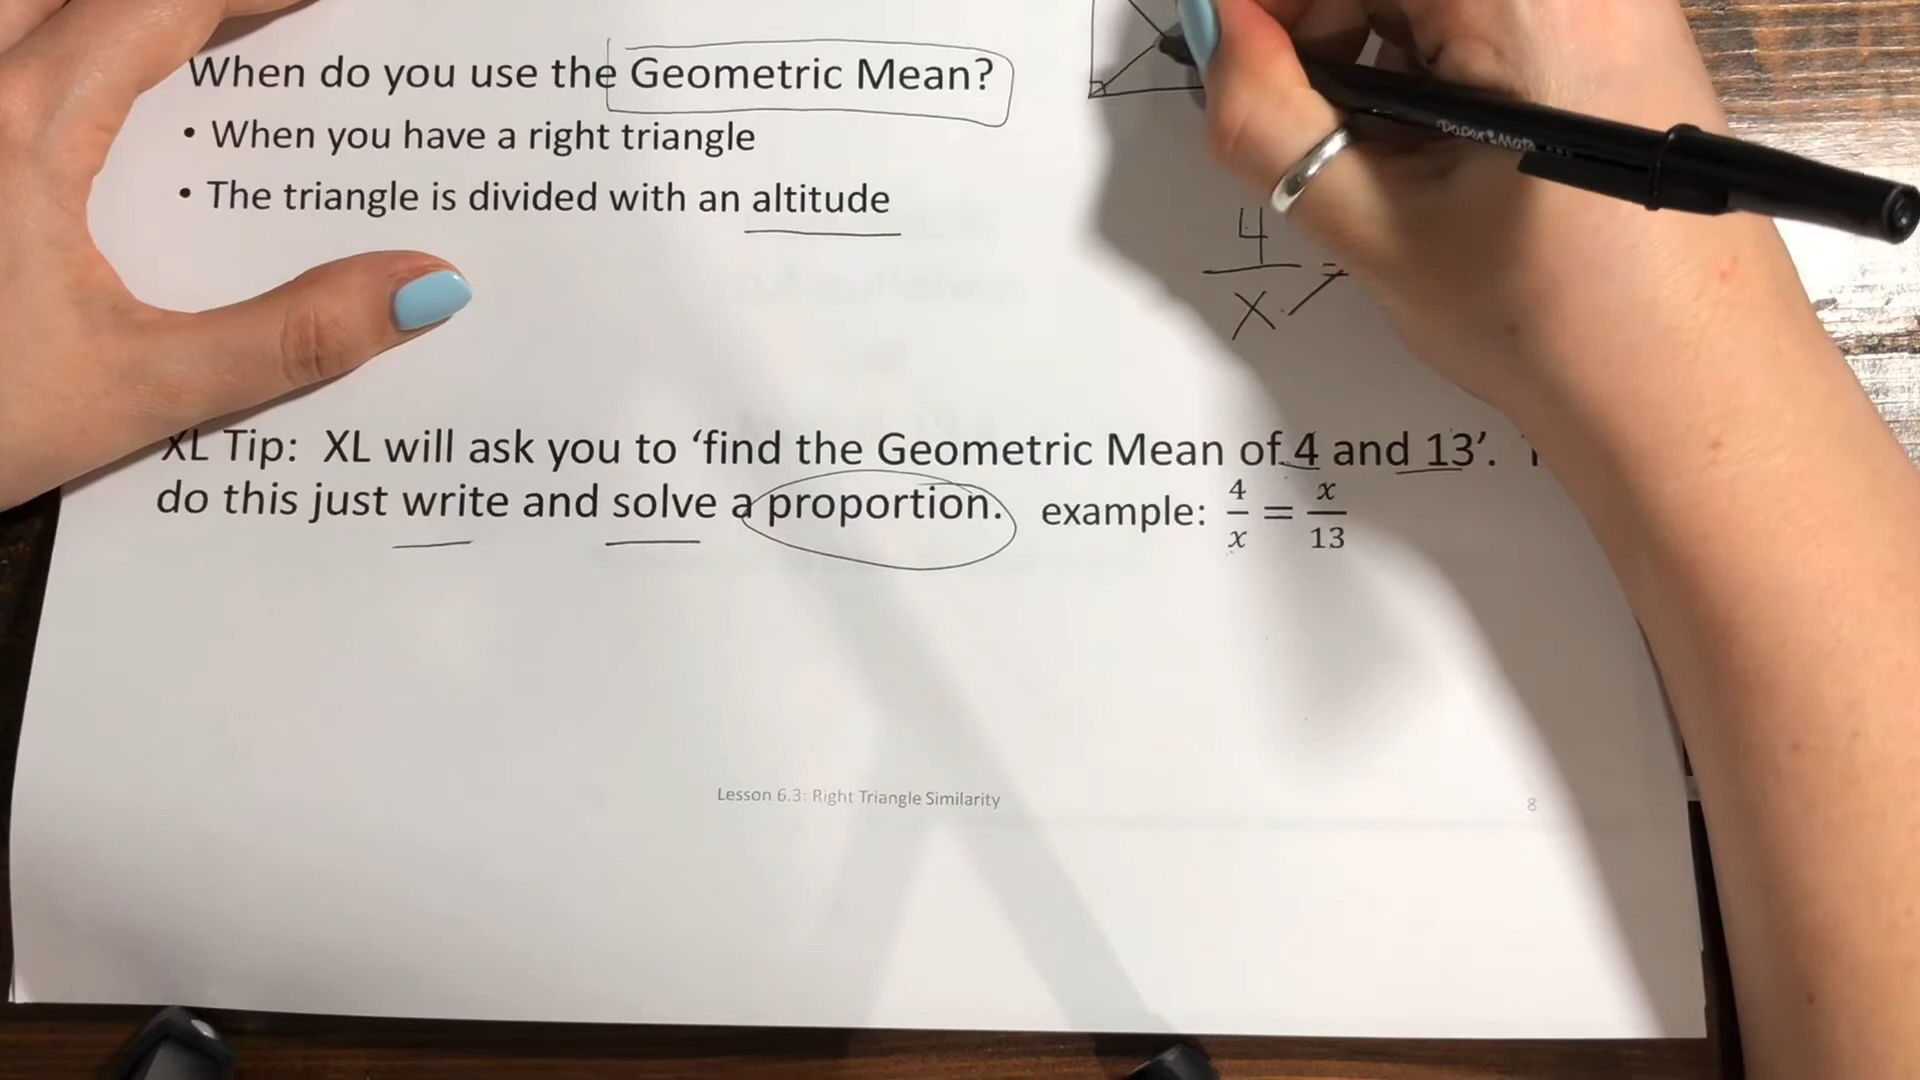 When do you use the Geometric Mean?
• When you have a right triangle
• The triangle is divided with an altitude
4
=
x
XL Tip: XL will ask you to ‘find the Geometric Mean of 4 and 13’.
do this just write and solve a proportion. example: 4/x = x/13
Lesson 6.3: Right Triangle Similarity 8